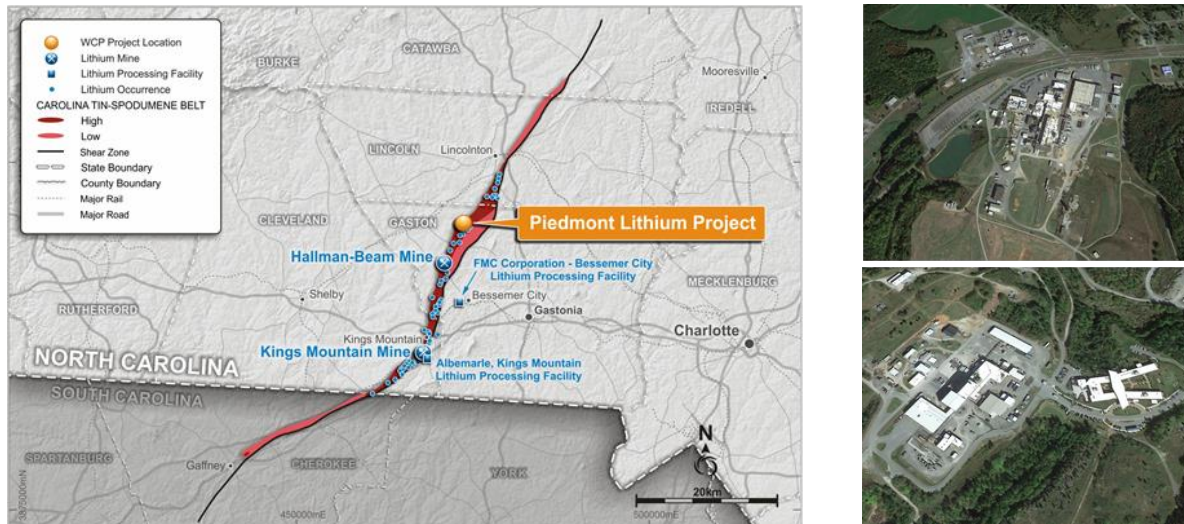 WCP Project Location
Lithium Mine
Lithium Processing Facility
Lithium Occurrence
CAROLINA TIN-SPODUMENE BELT
High
Low
Shear Zone
State Boundary
County Boundary
Major Rail
Major Road
BURKE
CATAWBA
Mooresville
IREDELL
LINCOLN
Lincolnton
CLEVELAND
GASTON
Piedmont Lithium Project
Hallman-Beam Mine
FMC Corporation - Bessemer City
Lithium Processing Facility
MECKLENBURG
Shelby
Bessemer City
RUTHERFORD
Gastonia
Charlotte
Kings Mountain
Kings Mountain Mine
Albemarle, Kings Mountain
Lithium Processing Facility
NORTH CAROLINA
SOUTH CAROLINA
SPARTANBURG
Gaffney
CHEROKEE
YORK
N
20km
3875000mN
450000mE
500000mE